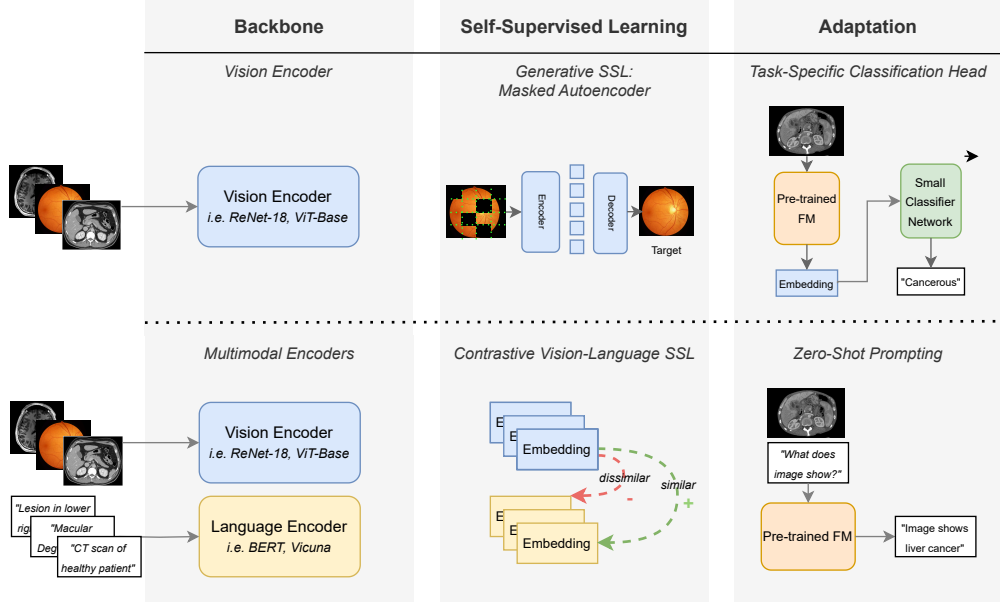 Backbone
Self-Supervised Learning
Adaptation
Vision Encoder
Generative SSL:
Masked Autoencoder
Task-Specific Classification Head
Vision Encoder
i.e. ReNet-18, ViT-Base
Encoder
Decoder
Target
Pre-trained
FM
Embedding
Small
Classifier
Network
"Cancerous"
Multimodal Encoders
Contrastive Vision-Language SSL
Zero-Shot Prompting
Vision Encoder
i.e. ReNet-18, ViT-Base
"Lesion in lower
rig
"Macular
Deg
"CT scan of
healthy patient"
Language Encoder
i.e. BERT, Vicuna
E
E
Embedding
dissimilar
-
similar
+
E
E
Embedding
"What does
image show?"
Pre-trained FM
"Image shows
liver cancer"